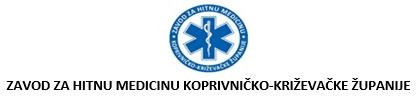 ZAVOD ZA HITNU MEDICINU
KOPRIVNIČKO-KRIŽEVAČKE ŽUPANIJE
ZAVOD ZA HITNU MEDICINU KOPRIVNIČKO-KRIŽEVAČKE ŽUPANIJE